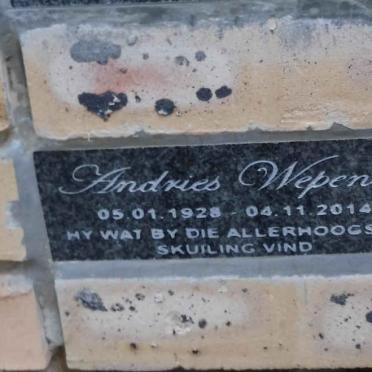 Andries Wepen
05.01.1928 - 04.11.2014
HY WAT BY DIE ALLERHOOGS
SKUILING VIND